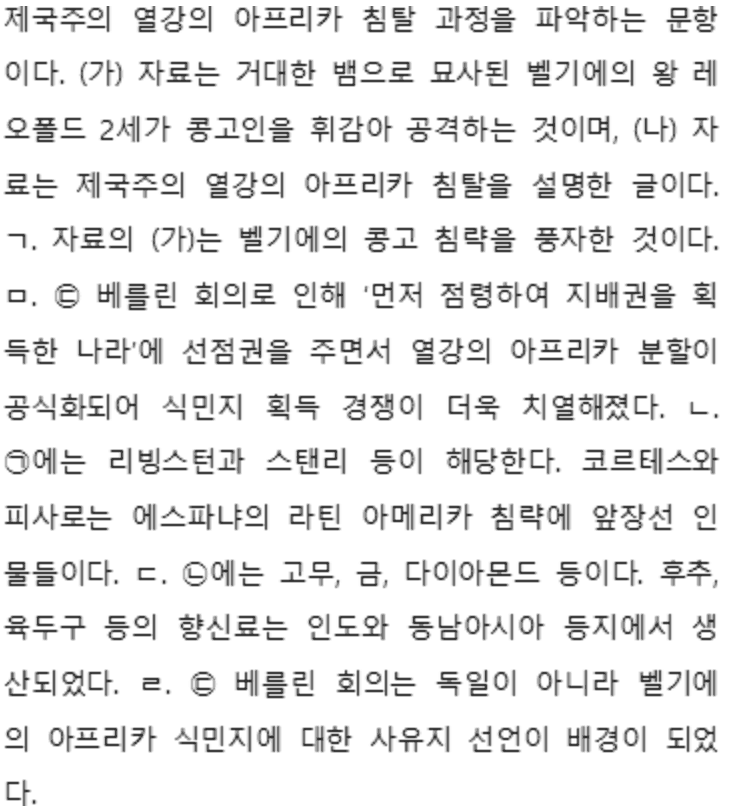 제국주의 열강의 아프리카 침탈 과정을 파악하는 문항
이다. (가) 자료는 거대한 뱀으로 묘사된 벨기에의 왕 레
오폴드 2세가 콩고인을 휘감아 공격하는 것이며, (나) 자
료는 제국주의 열강의 아프리카 침탈을 설명한 글이다.
ㄱ. 자료의 (가)는 벨기에의 콩고 침략을 풍자한 것이다.
ㅁ. ㉢ 베를린 회의로 인해 '먼저 점령하여 지배권을 획
득한 나라'에 선점권을 주면서 열강의 아프리카 분할이
공식화되어 식민지 획득 경쟁이 더욱 치열해졌다. ㄴ.
㉠에는 리빙스턴과 스탠리 등이 해당한다. 코르테스와
피사로는 에스파냐의 라틴 아메리카 침략에 앞장선 인
물들이다. ㄷ. ㉡에는 고무, 금, 다이아몬드 등이다. 후추,
육두구 등의 향신료는 인도와 동남아시아 등지에서 생
산되었다. ㄹ. ㉢ 베를린 회의는 독일이 아니라 벨기에
의 아프리카 식민지에 대한 사유지 선언이 배경이 되었
다.